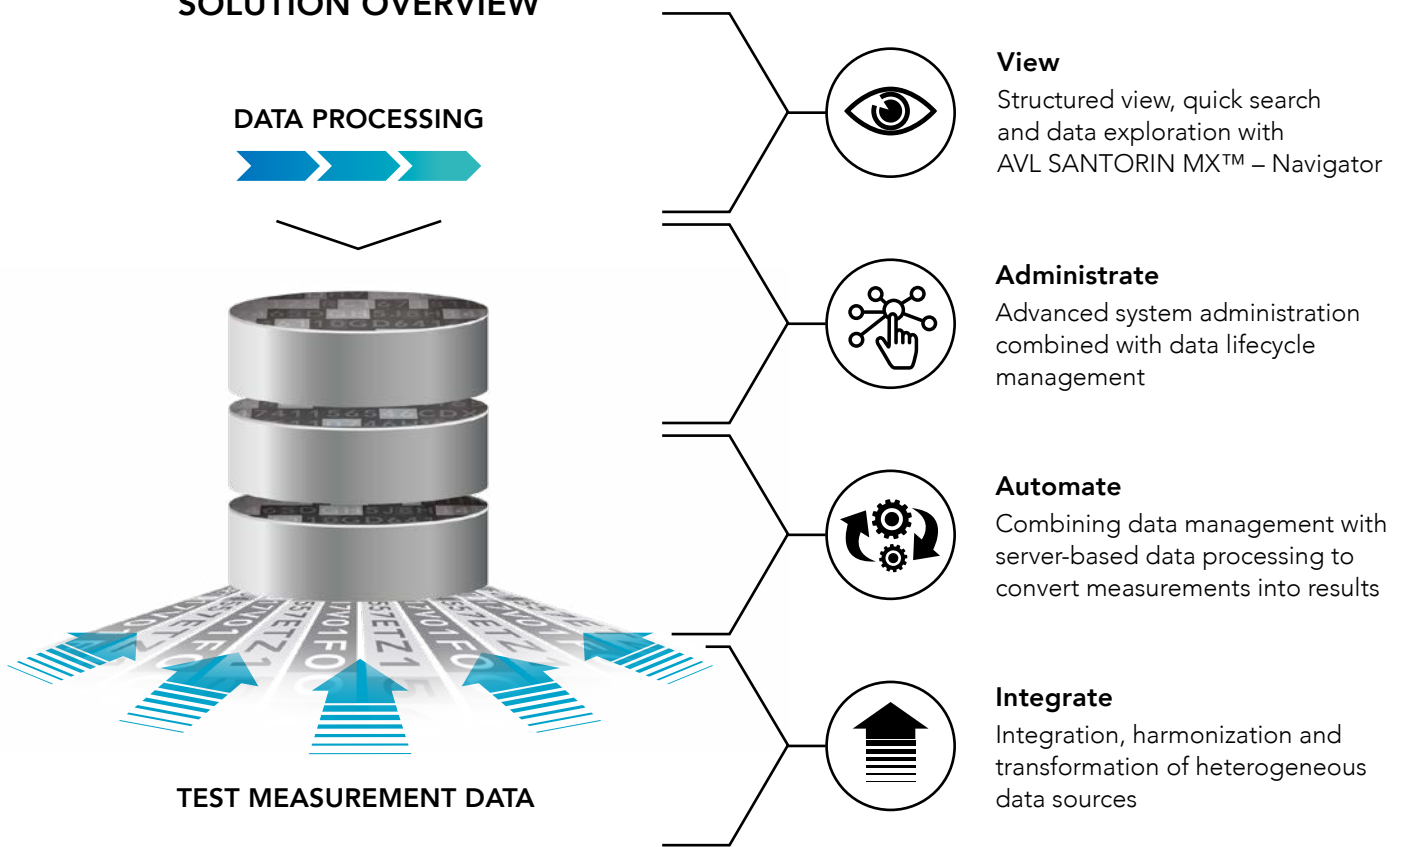 SOLUTION OVERVIEW
DATA PROCESSING
TEST MEASUREMENT DATA
View
Structured view, quick search
and data exploration with
AVL SANTORIN MX™ – Navigator
Administrate
Advanced system administration
combined with data lifecycle
management
Automate
Combining data management with
server-based data processing to
convert measurements into results
Integrate
Integration, harmonization and
transformation of heterogeneous
data sources